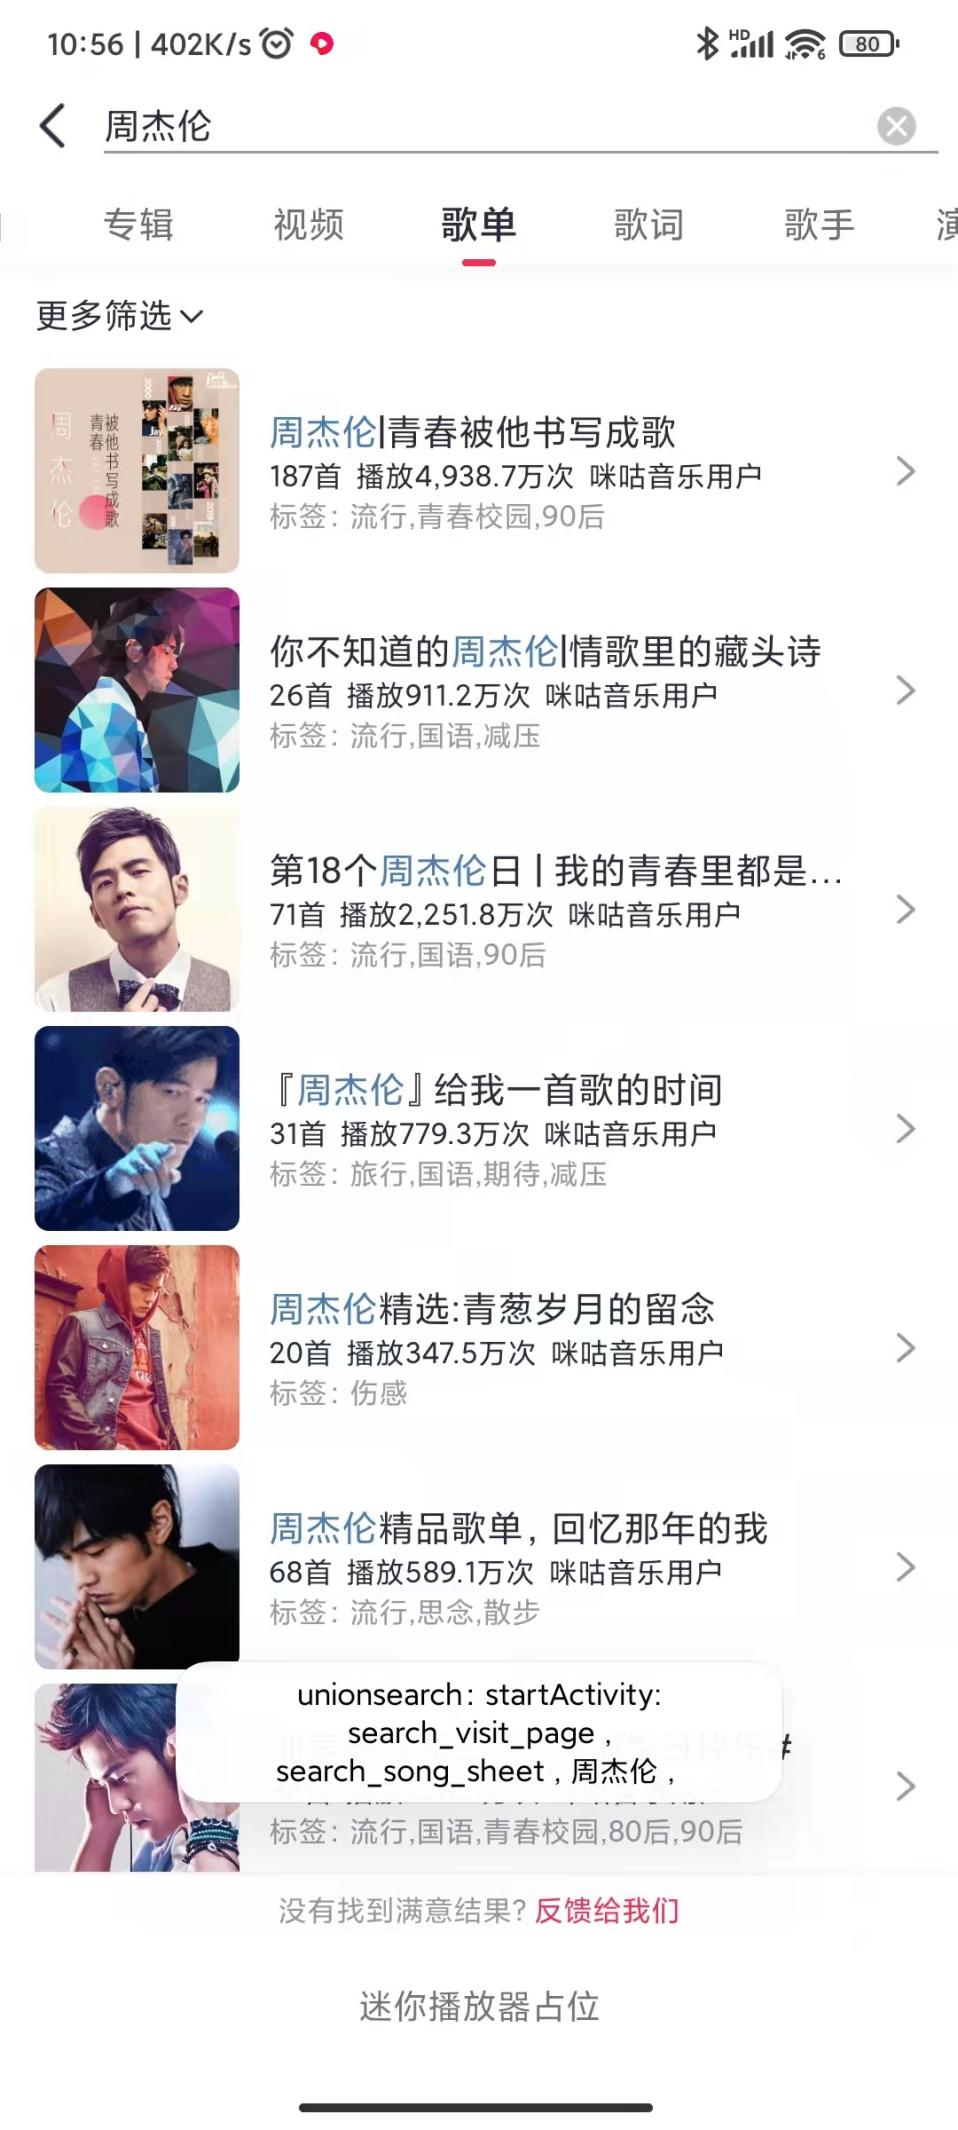 10:56 | 402K/s
HD 6 80
周杰伦
专辑 视频 歌单 歌词 歌手
更多筛选
周杰伦
青春被他书写成歌
Jay
周杰伦|青春被他书写成歌
187首 播放4,938.7万次 咪咕音乐用户
标签: 流行,青春校园,90后
你不知道的周杰伦|情歌里的藏头诗
26首 播放911.2万次 咪咕音乐用户
标签: 流行,国语,减压
第18个周杰伦日 | 我的青春里都是...
71首 播放2,251.8万次 咪咕音乐用户
标签: 流行,国语,90后
『周杰伦』给我一首歌的时间
31首 播放779.3万次 咪咕音乐用户
标签: 旅行,国语,期待,减压
周杰伦精选:青葱岁月的留念
20首 播放347.5万次 咪咕音乐用户
标签: 伤感
周杰伦精品歌单，回忆那年的我
68首 播放589.1万次 咪咕音乐用户
标签: 流行,思念,散步
unionsearch: startActivity:
search_visit_page ,
search_song_sheet , 周杰伦 ,
#
标签: 流行,国语,青春校园,80后,90后
没有找到满意结果? 反馈给我们
迷你播放器占位